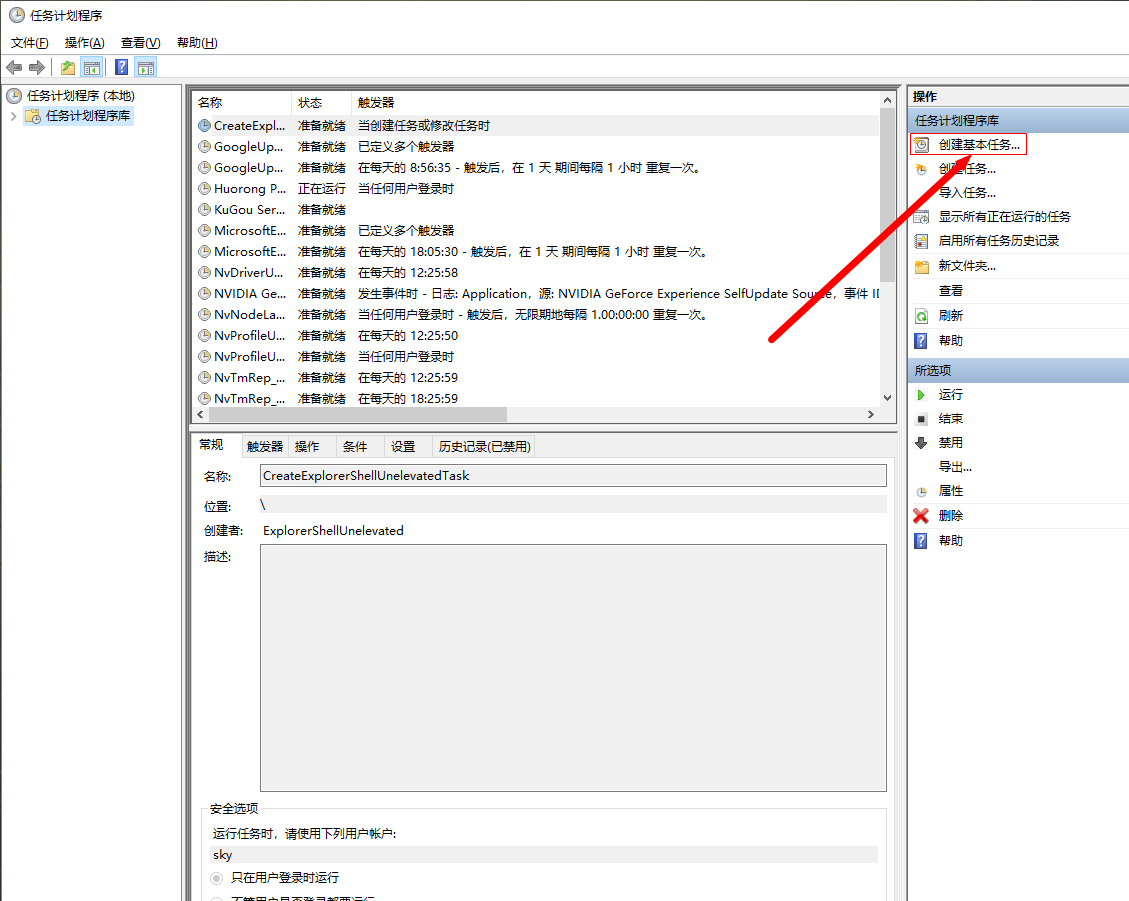 任务计划程序
文件(F) 操作(A) 查看(V) 帮助(H)
任务计划程序 (本地)
任务计划程序库
名称 状态 触发器
CreateExpl... 准备就绪 当创建任务或修改任务时
GoogleUp... 准备就绪 已定义多个触发器
GoogleUp... 准备就绪 在每天的 8:56:35 - 触发后，在 1 天 期间每隔 1 小时 重复一次。
Huorong P... 正在运行 当任何用户登录时
KuGou Ser... 准备就绪
MicrosoftE... 准备就绪 已定义多个触发器
MicrosoftE... 准备就绪 在每天的 18:05:30 - 触发后，在 1 天 期间每隔 1 小时 重复一次。
NvDriverU... 准备就绪 在每天的 12:25:58
NVIDIA Ge... 准备就绪 发生事件时 - 日志: Application，源: NVIDIA GeForce Experience SelfUpdate Source，事件 ID
NvNodeLa... 准备就绪 当任何用户登录时 - 触发后，无限期地每隔 1.00:00:00 重复一次。
NvProfileU... 准备就绪 在每天的 12:25:50
NvProfileU... 准备就绪 当任何用户登录时
NvTmRep_... 准备就绪 在每天的 12:25:59
NvTmRep_... 准备就绪 在每天的 18:25:59
常规 触发器 操作 条件 设置 历史记录(已禁用)
名称: CreateExplorerShellUnelevatedTask
位置: \
创建者: ExplorerShellUnelevated
描述:
安全选项
运行任务时，请使用下列用户帐户:
sky
只在用户登录时运行
不管用户是否登录都要运行
操作
任务计划程序库
创建基本任务...
创建任务...
导入任务...
显示所有正在运行的任务
启用所有任务历史记录
新文件夹...
查看
刷新
帮助
所选项
运行
结束
禁用
导出...
属性
删除
帮助